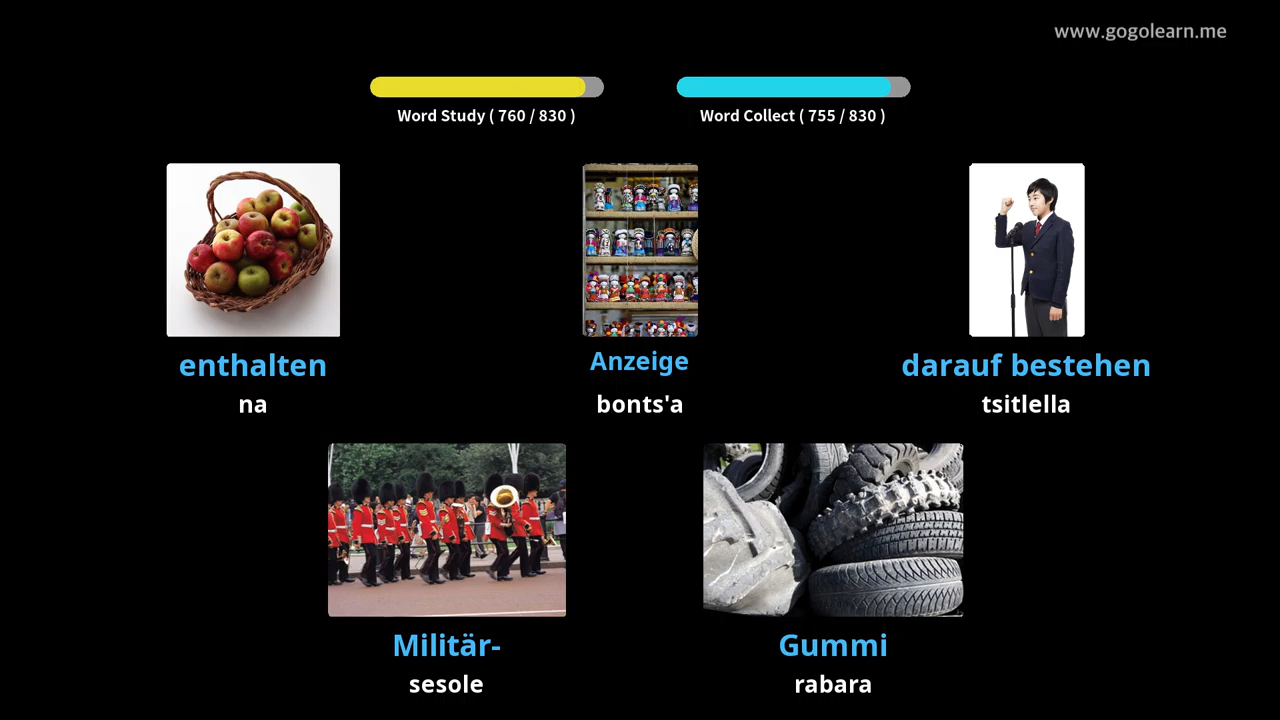 www.gogolearn.me
Word Study ( 760 / 830 )
Word Collect ( 755 / 830 )
enthalten
na
Anzeige
bonts'a
darauf bestehen
tsitlella
Militär-
sesole
Gummi
rabara